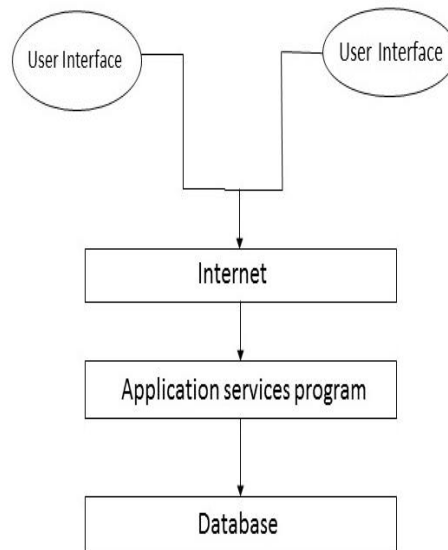 User Interface
User Interface
Internet
Application services program
Database